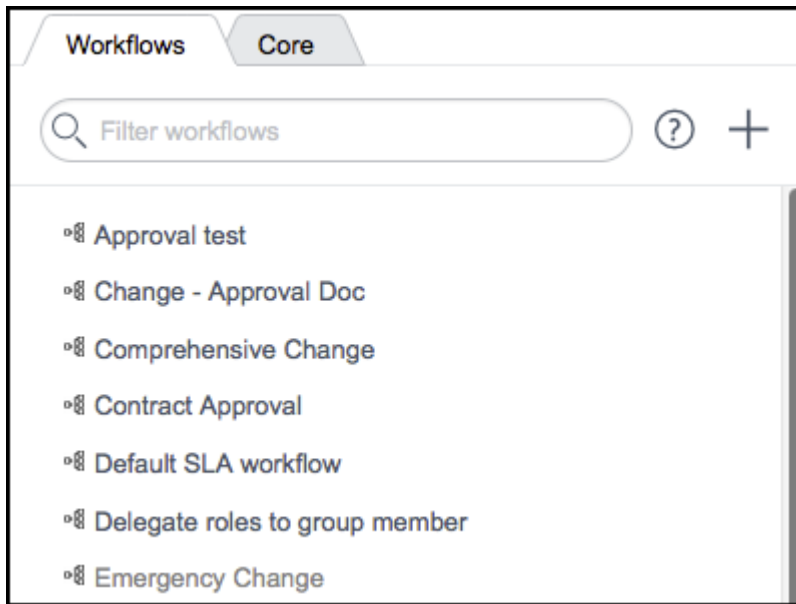 Workflows Core
Filter workflows ?
Approval test
Change - Approval Doc
Comprehensive Change
Contract Approval
Default SLA workflow
Delegate roles to group member
Emergency Change